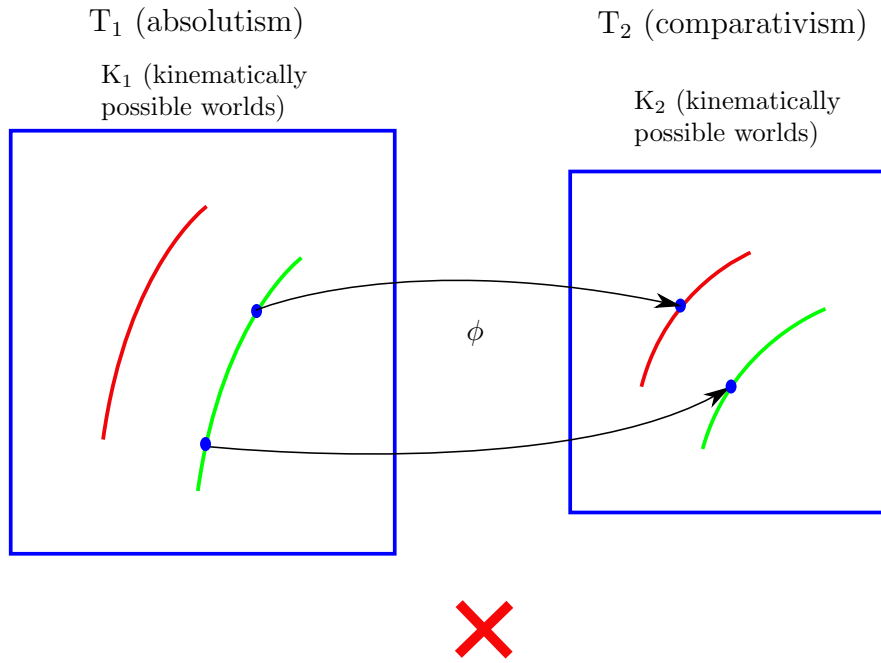 T₁ (absolutism)
K₁ (kinematically
possible worlds)
T₂ (comparativism)
K₂ (kinematically
possible worlds)
ϕ